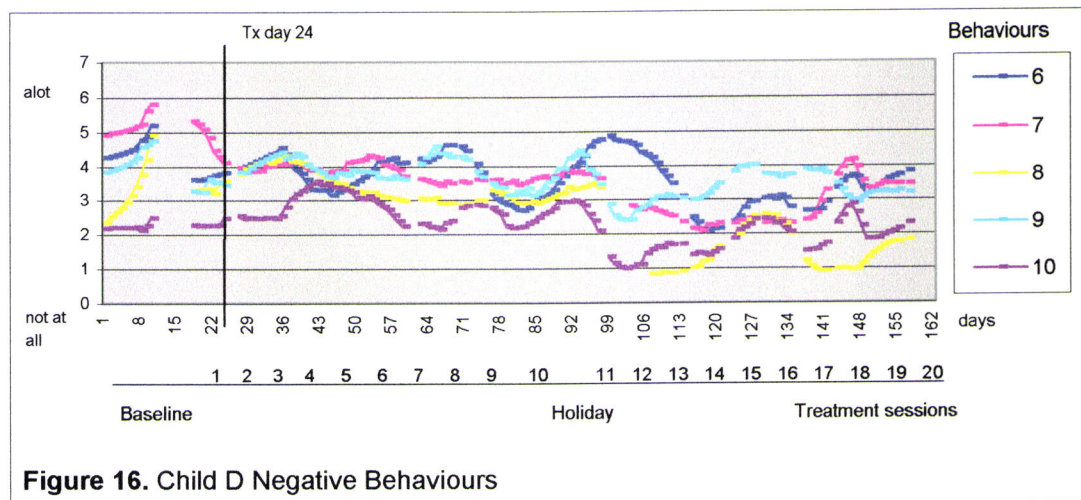 Tx day 24
Behaviours
7
alot
6
5
4
3
2
1
0
not at
all
1 8 15 22 29 36 43 50 57 64 71 78 85 92 99 106 113 120 127 134 141 148 155 162
days
1 2 3 4 5 6 7 8 9 10 11 12 13 14 15 16 17 18 19 20
Baseline Holiday Treatment sessions
6
7
8
9
10
Figure 16. Child D Negative Behaviours